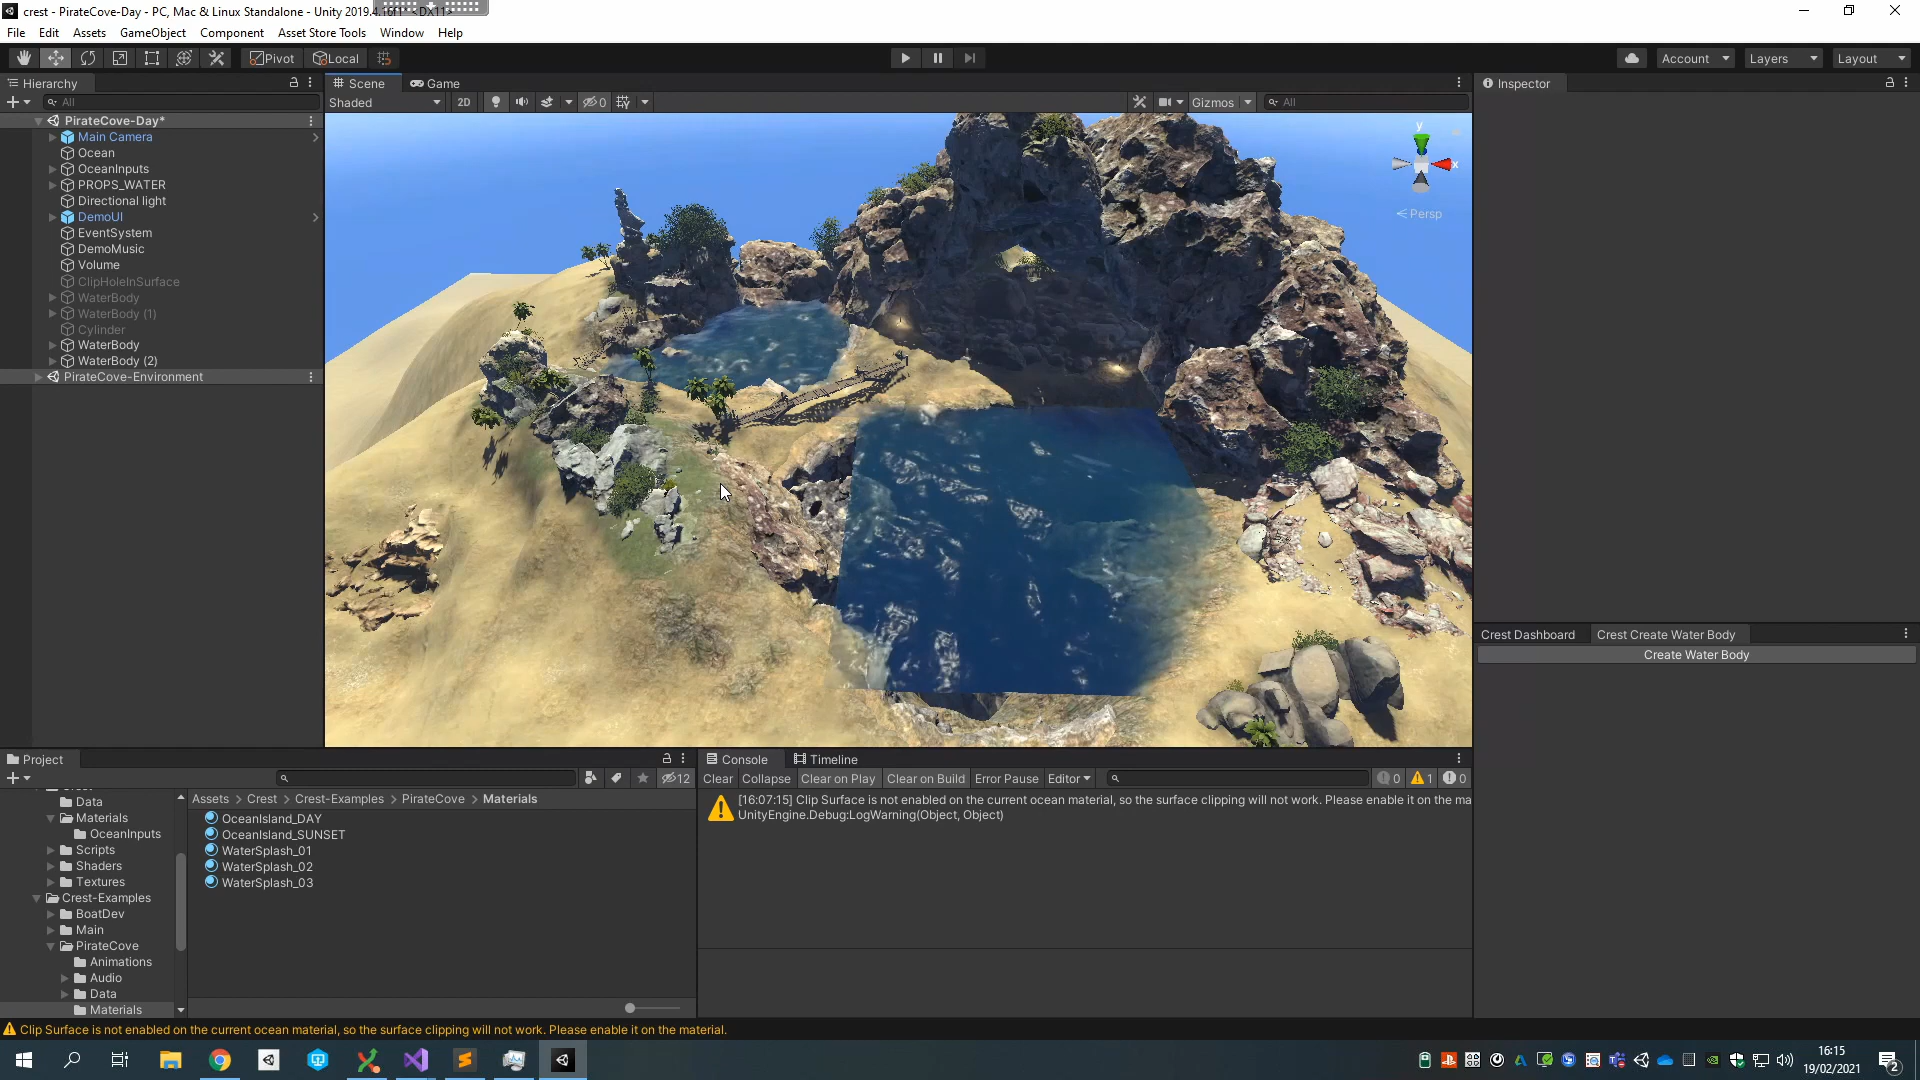 crest - PirateCove-Day - PC, Mac & Linux Standalone - Unity 2019.4.16f1* <DX11>
File Edit Assets GameObject Component Asset Store Tools Window Help
Pivot Local Account Layers Layout
Hierarchy
All
PirateCove-Day*
Main Camera
Ocean
OceanInputs
PROPS_WATER
Directional light
DemoUI
EventSystem
DemoMusic
Volume
ClipHoleInSurface
WaterBody
WaterBody (1)
Cylinder
WaterBody
WaterBody (2)
PirateCove-Environment
Scene Game
Shaded 2D 0 Gizmos All
y
x
Persp
Inspector
Crest Dashboard Crest Create Water Body
Create Water Body
Project
12
Data
Materials
OceanInputs
Scripts
Shaders
Textures
Crest-Examples
BoatDev
Main
PirateCove
Animations
Audio
Data
Materials
Assets > Crest > Crest-Examples > PirateCove > Materials
OceanIsland_DAY
OceanIsland_SUNSET
WaterSplash_01
WaterSplash_02
WaterSplash_03
Console Timeline
Clear Collapse Clear on Play Clear on Build Error Pause Editor 0 1 0
[16:07:15] Clip Surface is not enabled on the current ocean material, so the surface clipping will not work. Please enable it on the ma
UnityEngine.Debug:LogWarning(Object, Object)
Clip Surface is not enabled on the current ocean material, so the surface clipping will not work. Please enable it on the material.
16:15
19/02/2021
2